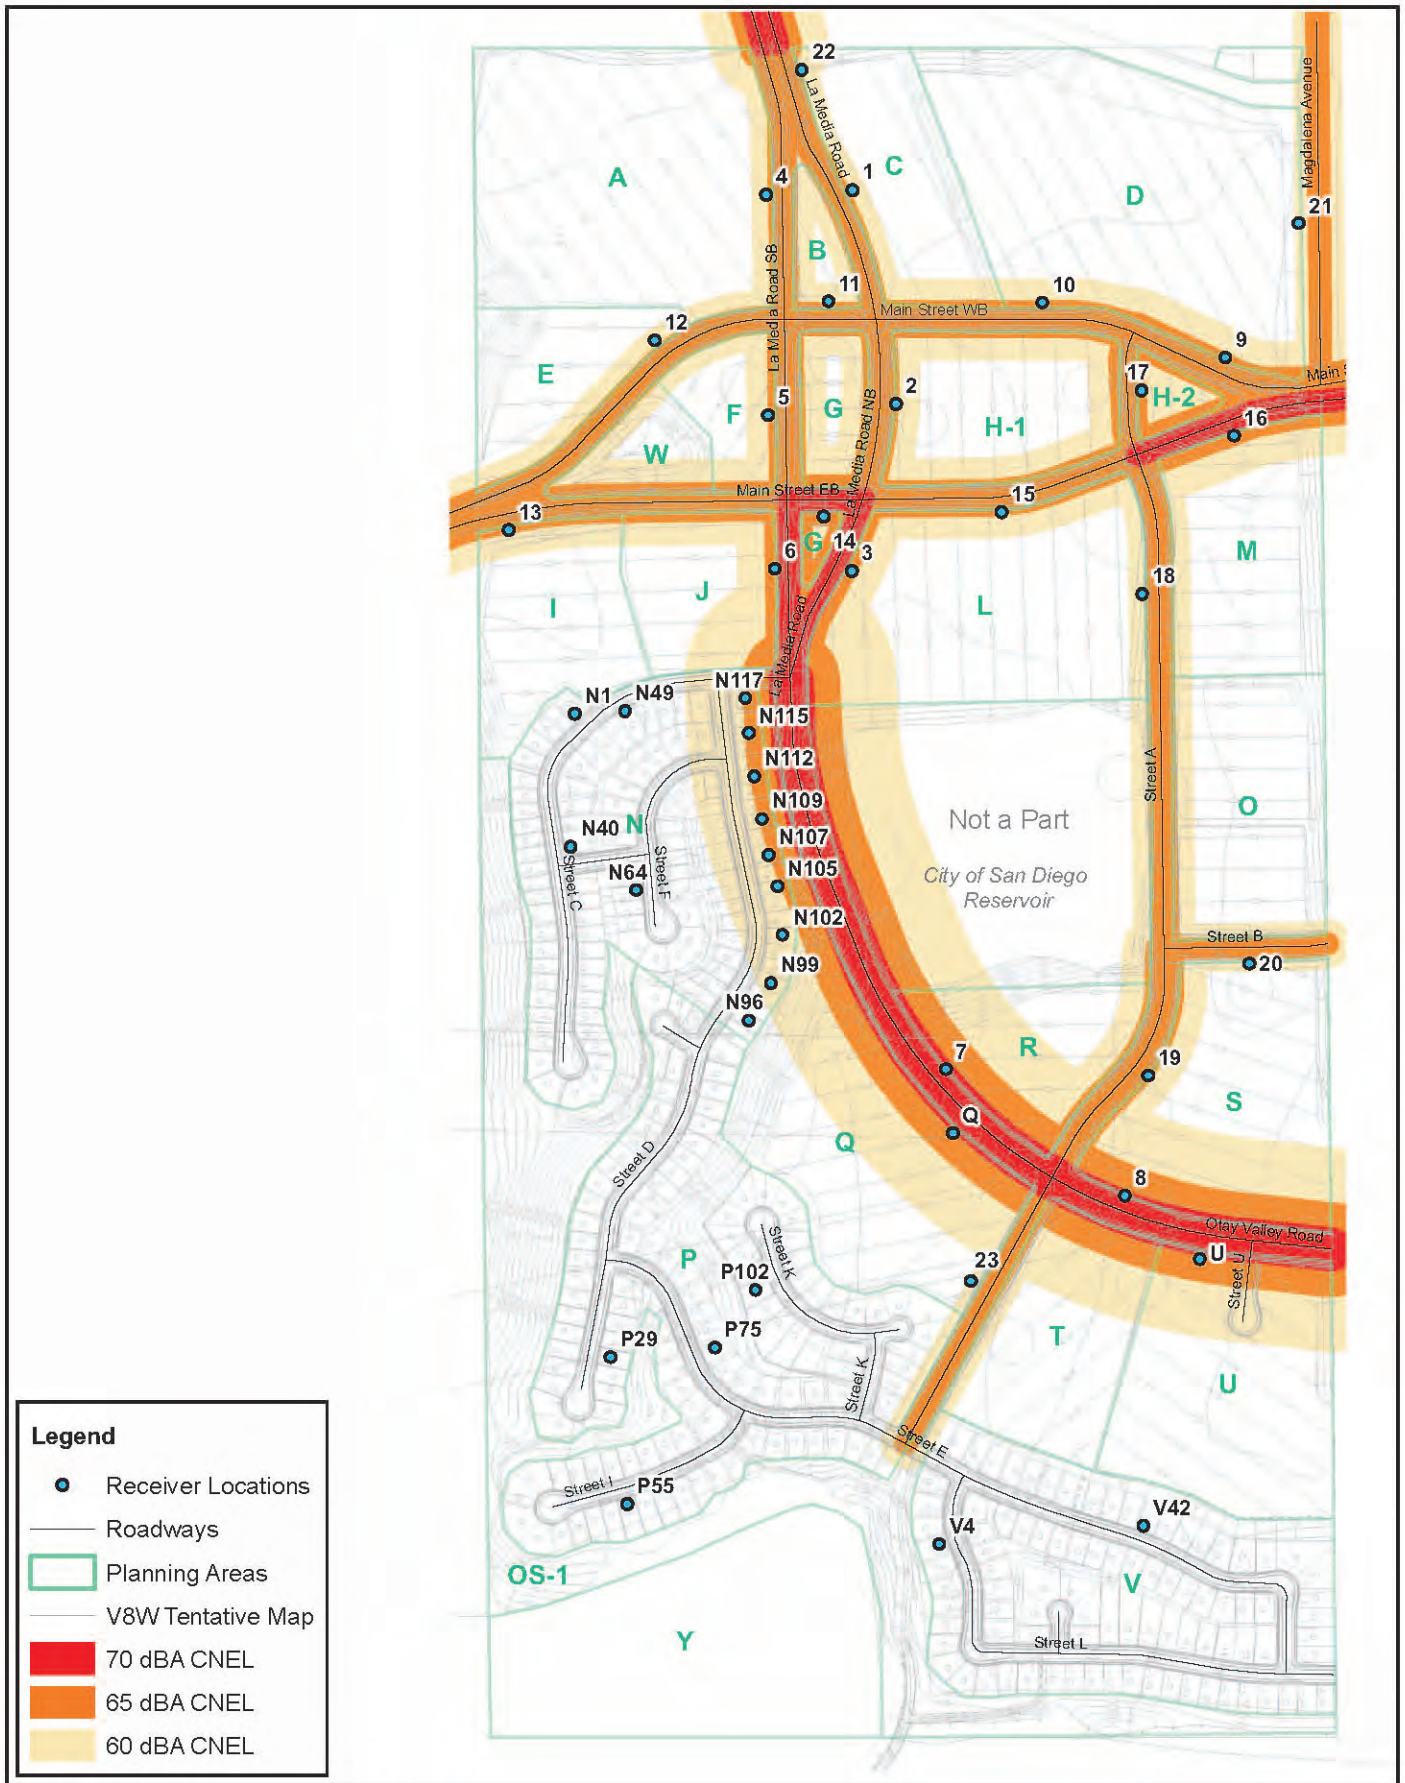 22
La Media Road
Magdalena Avenue
A
4
1
C
D
21
B
La Media Road SB
11
10
Main Street WB
12
9
E
Main S
17
H-2
5
F
G
2
La Media Road NB
H-1
16
W
Main Street EB
15
13
G
14
6
3
M
18
I
J
L
La Media Road
N117
N1
N49
N115
N112
Street A
N109
Not a Part
O
N
N40
N107
City of San Diego
Reservoir
N64
Street F
Street C
N105
N102
Street B
20
N99
N96
7
R
19
Q
S
Q
Street D
8
Otay Valley Road
Street K
P
U
Street U
P102
23
P29
P75
T
Street K
U
Street E
Street I
P55
V42
V4
OS-1
V
Y
Street L
Legend
Receiver Locations
Roadways
Planning Areas
V8W Tentative Map
70 dBA CNEL
65 dBA CNEL
60 dBA CNEL